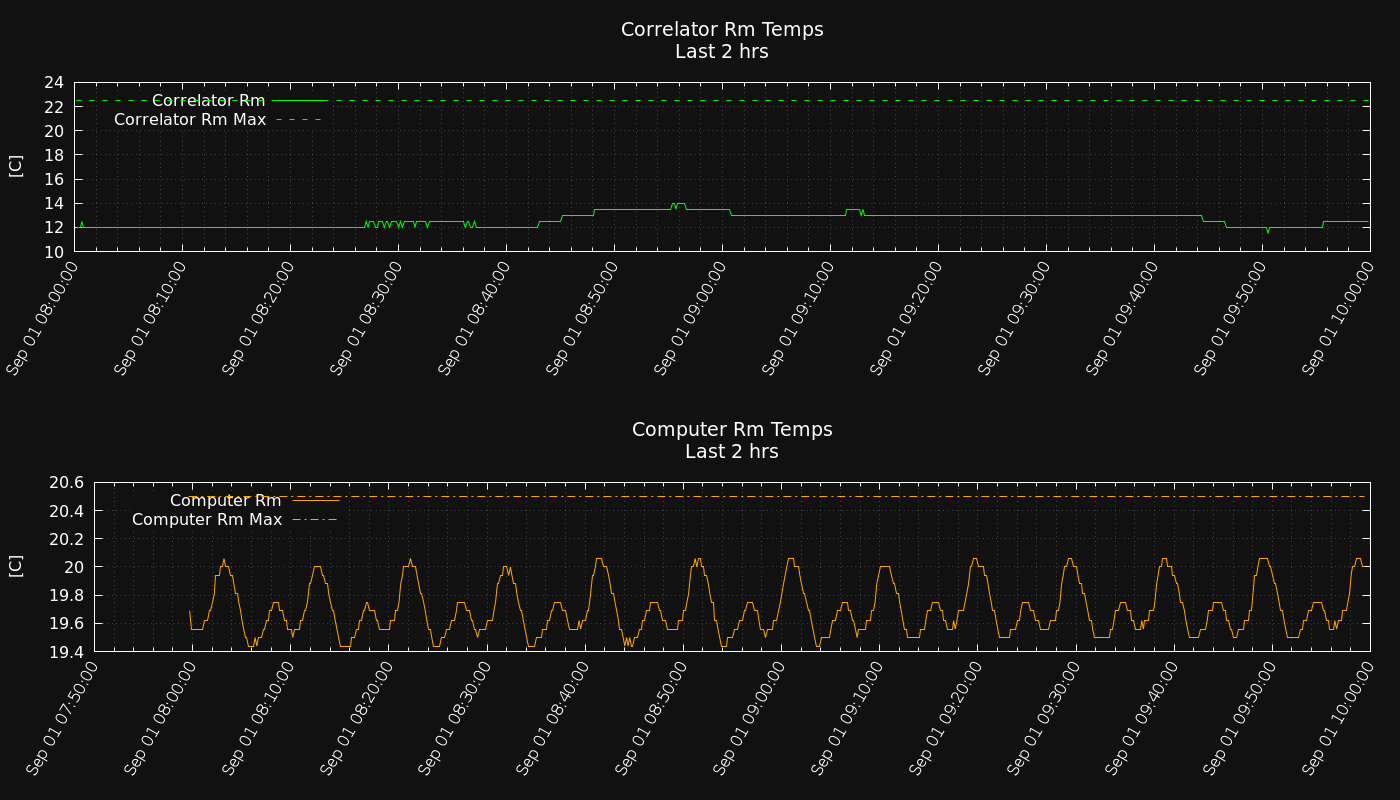 Correlator Rm Temps
Last 2 hrs
24
22
20
18
16
14
12
10
[C]
Correlator Rm
Correlator Rm Max
Sep 01 08:00:00
Sep 01 08:10:00
Sep 01 08:20:00
Sep 01 08:30:00
Sep 01 08:40:00
Sep 01 08:50:00
Sep 01 09:00:00
Sep 01 09:10:00
Sep 01 09:20:00
Sep 01 09:30:00
Sep 01 09:40:00
Sep 01 09:50:00
Sep 01 10:00:00
Computer Rm Temps
Last 2 hrs
20.6
20.4
20.2
20
19.8
19.6
19.4
[C]
Computer Rm
Computer Rm Max
Sep 01 07:50:00
Sep 01 08:00:00
Sep 01 08:10:00
Sep 01 08:20:00
Sep 01 08:30:00
Sep 01 08:40:00
Sep 01 08:50:00
Sep 01 09:00:00
Sep 01 09:10:00
Sep 01 09:20:00
Sep 01 09:30:00
Sep 01 09:40:00
Sep 01 09:50:00
Sep 01 10:00:00